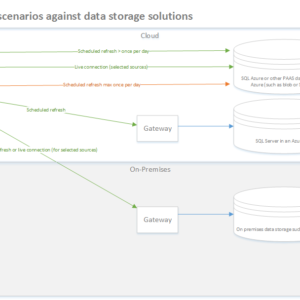 scenarios against data storage solutions
Cloud
Scheduled refresh > once per day
Live connection (selected sources)
Scheduled refresh max once per day
SQL Azure or other PAAS da
Azure (such as blob or
Scheduled refresh
Gateway
SQL Server in an Azu
fresh or live connection (for selected sources)
On-Premises
Gateway
On premises data storage suc